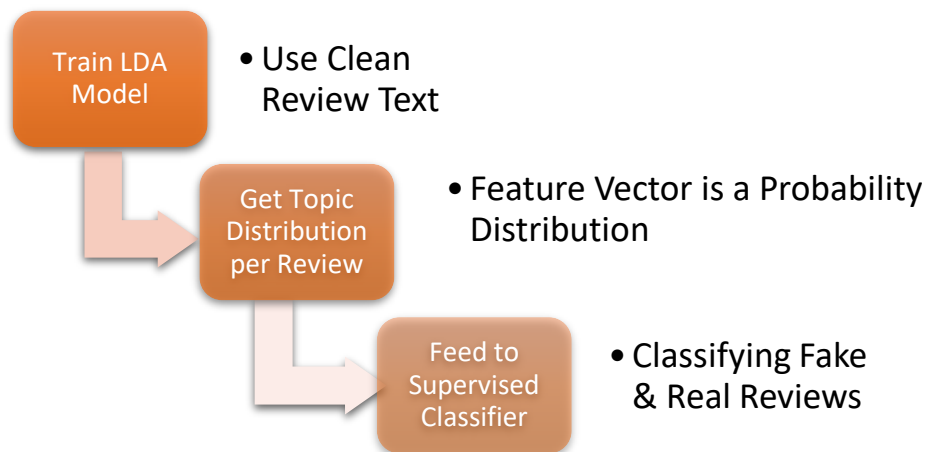 Train LDA
Model
• Use Clean
Review Text
Get Topic
Distribution
per Review
• Feature Vector is a Probability
Distribution
Feed to
Supervised
Classifier
• Classifying Fake
& Real Reviews